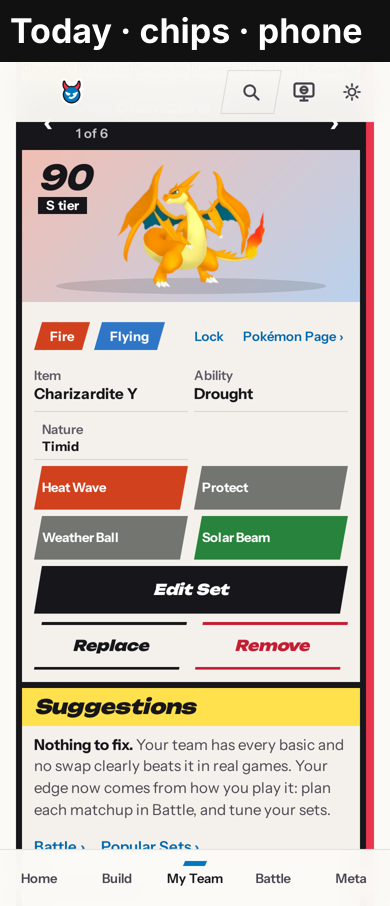 Today · chips · phone
1 of 6
90
S tier
Fire
Flying
Lock
Pokémon Page ›
Item
Charizardite Y
Ability
Drought
Nature
Timid
Heat Wave
Protect
Weather Ball
Solar Beam
Edit Set
Replace
Remove
Suggestions
Nothing to fix. Your team has every basic and
no swap clearly beats it in real games. Your
edge now comes from how you play it: plan
each matchup in Battle, and tune your sets.
Battle › Popular Sets ›
Home
Build
My Team
Battle
Meta